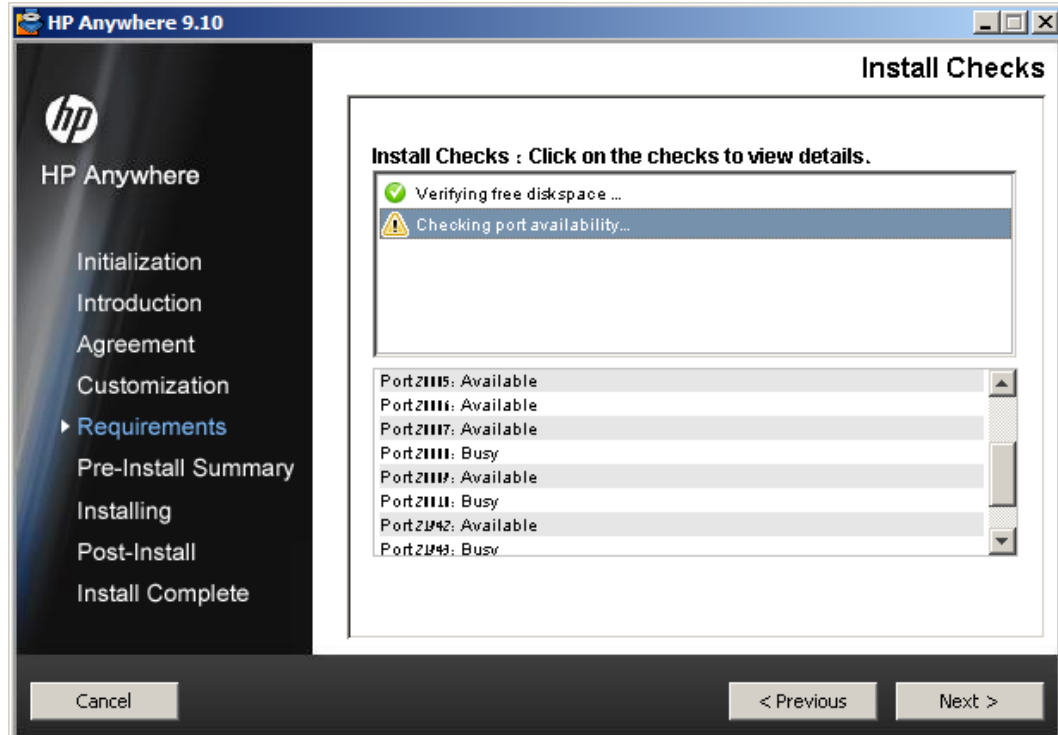 HP Anywhere 9.10
Install Checks
hp
HP Anywhere
Initialization
Introduction
Agreement
Customization
Requirements
Pre-Install Summary
Installing
Post-Install
Install Complete
Install Checks : Click on the checks to view details.
Verifying free diskspace ...
Checking port availability...
Port : Available
Port : Available
Port : Available
Port : Busy
Port : Available
Port : Busy
Port : Available
Port : Busy
Cancel
< Previous
Next >